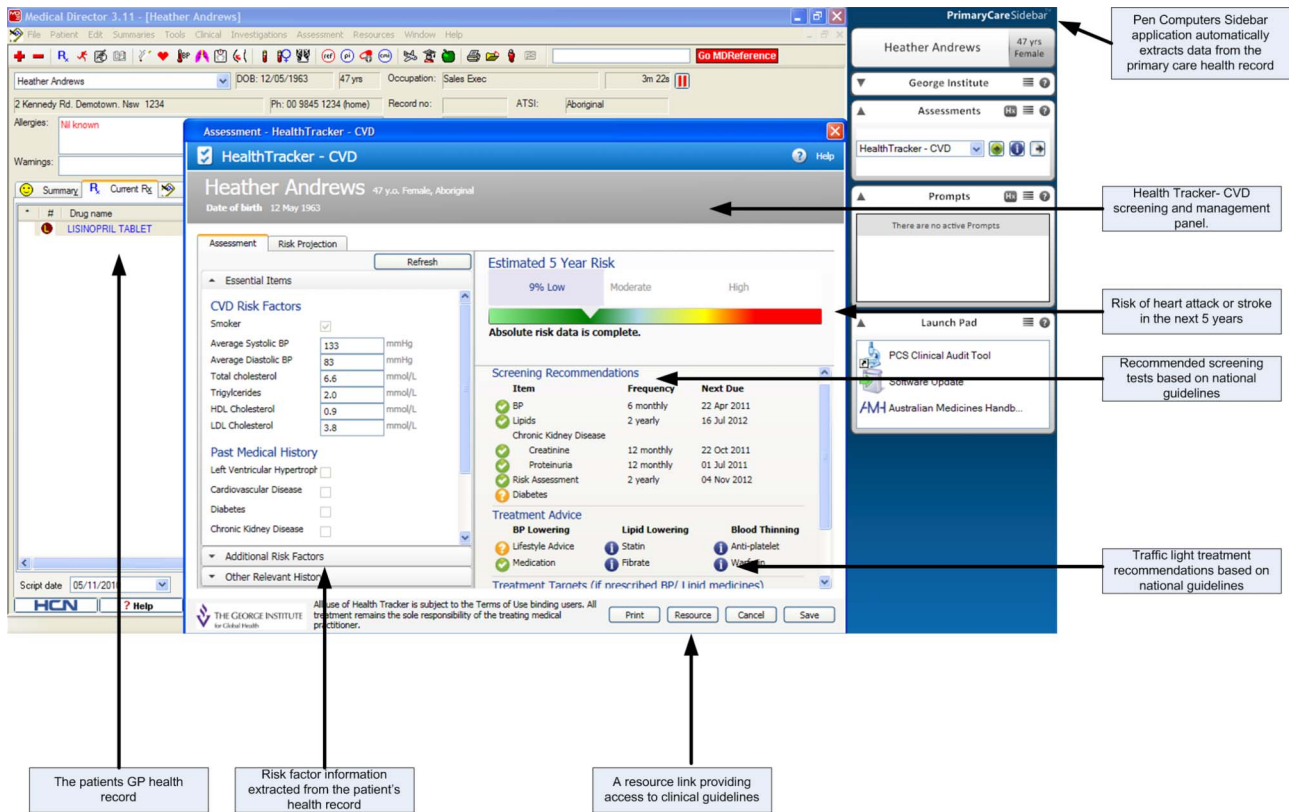 Medical Director 3.11 - [Heather Andrews]
File Patient Edit Summaries Tools Clinical Investigations Assessment Resources Window Help
Go MDReference
Heather Andrews
DOB: 12/05/1963
47 yrs
Occupation:
Sales Exec
3m 22s
2 Kennedy Rd. Demotown. Nsw 1234
Ph: 00 9845 1234 (home)
Record no:
ATSI:
Aboriginal
Allergies:
Nil known
Warnings:
Summary
Current Rx
* # Drug name
L LISINOPRIL TABLET
Script date 05/11/2010
HCN
? Help
Assessment - HealthTracker - CVD
HealthTracker - CVD
? Help
Heather Andrews 47 y.o. Female, Aboriginal
Date of birth 12 May 1963
Assessment
Risk Projection
Refresh
Essential Items
CVD Risk Factors
Smoker
Average Systolic BP 133 mmHg
Average Diastolic BP 83 mmHg
Total cholesterol 6.6 mmol/L
Trigylcerides 2.0 mmol/L
HDL Cholesterol 0.9 mmol/L
LDL Cholesterol 3.8 mmol/L
Past Medical History
Left Ventricular Hypertroph
Cardiovascular Disease
Diabetes
Chronic Kidney Disease
Additional Risk Factors
Other Relevant History
Estimated 5 Year Risk
9% Low Moderate High
Absolute risk data is complete.
Screening Recommendations
Item Frequency Next Due
BP 6 monthly 22 Apr 2011
Lipids 2 yearly 16 Jul 2012
Chronic Kidney Disease
Creatinine 12 monthly 22 Oct 2011
Proteinuria 12 monthly 01 Jul 2011
Risk Assessment 2 yearly 04 Nov 2012
? Diabetes
Treatment Advice
BP Lowering Lipid Lowering Blood Thinning
? Lifestyle Advice i Statin i Anti-platelet
Medication i Fibrate i Warfarin
Treatment Targets (if prescribed BP/ Lipid medicines)
THE GEORGE INSTITUTE
for Global Health
All use of Health Tracker is subject to the Terms of Use binding users. All
treatment remains the sole responsibility of the treating medical
practitioner.
Print
Resource
Cancel
Save
PrimaryCareSidebar
Heather Andrews
47 yrs
Female
George Institute
Assessments
HealthTracker - CVD
Prompts
There are no active Prompts
Launch Pad
PCS Clinical Audit Tool
Software Update
AMH Australian Medicines Handb...
Pen Computers Sidebar
application automatically
extracts data from the
primary care health record
Health Tracker- CVD
screening and management
panel.
Risk of heart attack or stroke
in the next 5 years
Recommended screening
tests based on national
guidelines
Traffic light treatment
recommendations based on
national guidelines
The patients GP health
record
Risk factor information
extracted from the patient's
health record
A resource link providing
access to clinical guidelines